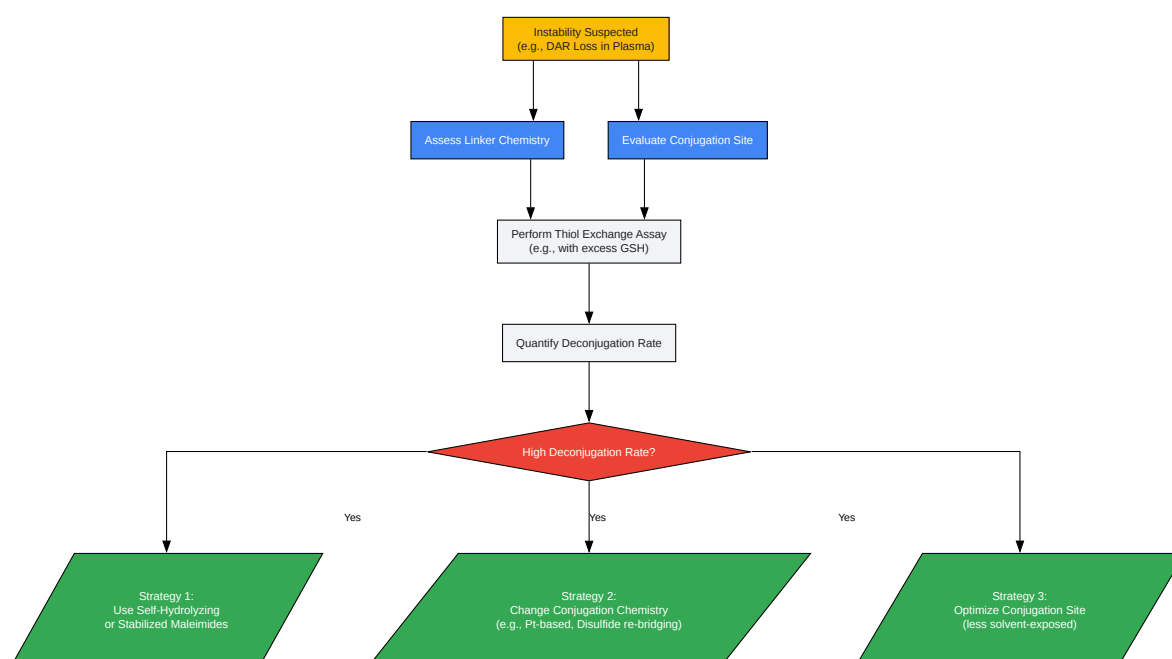 Instability Suspected
(e.g., DAR Loss in Plasma)
Assess Linker Chemistry
Evaluate Conjugation Site
Perform Thiol Exchange Assay
(e.g., with excess GSH)
Quantify Deconjugation Rate
High Deconjugation Rate?
Yes
Yes
Yes
Strategy 1:
Use Self-Hydrolyzing
or Stabilized Maleimides
Strategy 2:
Change Conjugation Chemistry
(e.g., Pt-based, Disulfide re-bridging)
Strategy 3:
Optimize Conjugation Site
(less solvent-exposed)